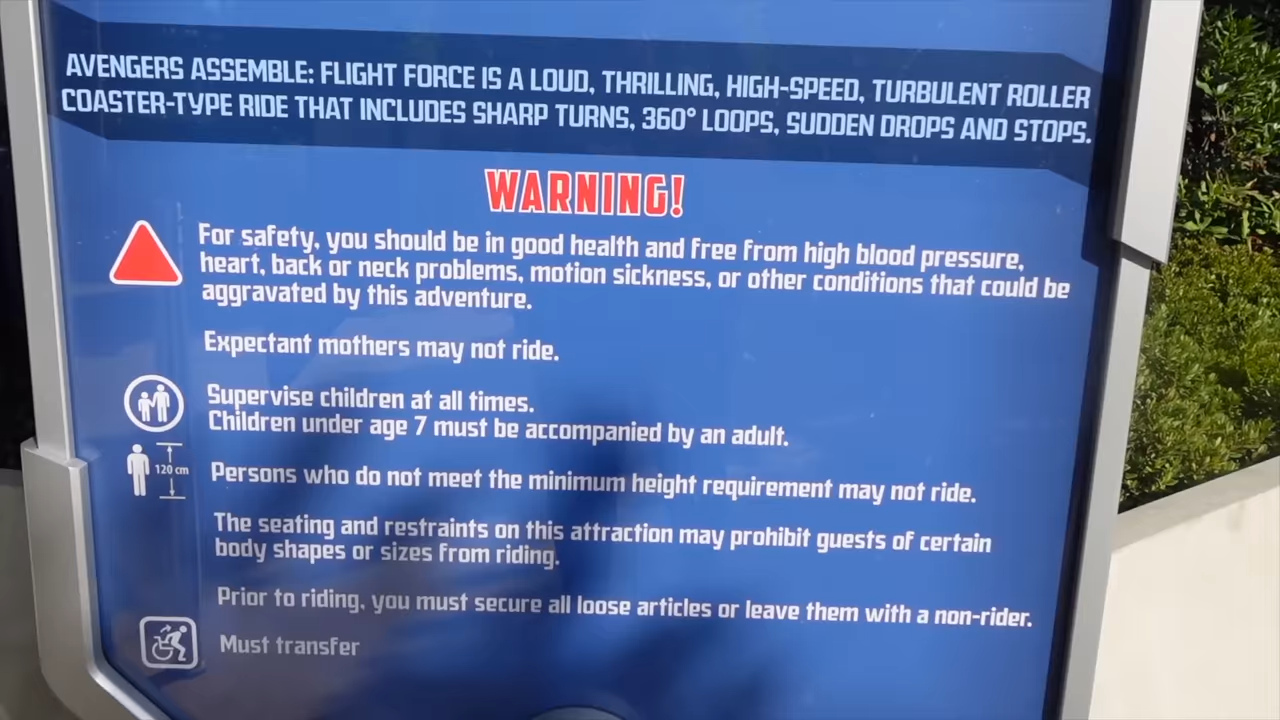 AVENGERS ASSEMBLE: FLIGHT FORCE IS A LOUD, THRILLING, HIGH-SPEED, TURBULENT ROLLER
COASTER-TYPE RIDE THAT INCLUDES SHARP TURNS, 360° LOOPS, SUDDEN DROPS AND STOPS.
WARNING!
For safety, you should be in good health and free from high blood pressure,
heart, back or neck problems, motion sickness, or other conditions that could be
aggravated by this adventure.
Expectant mothers may not ride.
Supervise children at all times.
Children under age 7 must be accompanied by an adult.
120 cm
Persons who do not meet the minimum height requirement may not ride.
The seating and restraints on this attraction may prohibit guests of certain
body shapes or sizes from riding.
Prior to riding, you must secure all loose articles or leave them with a non-rider.
Must transfer